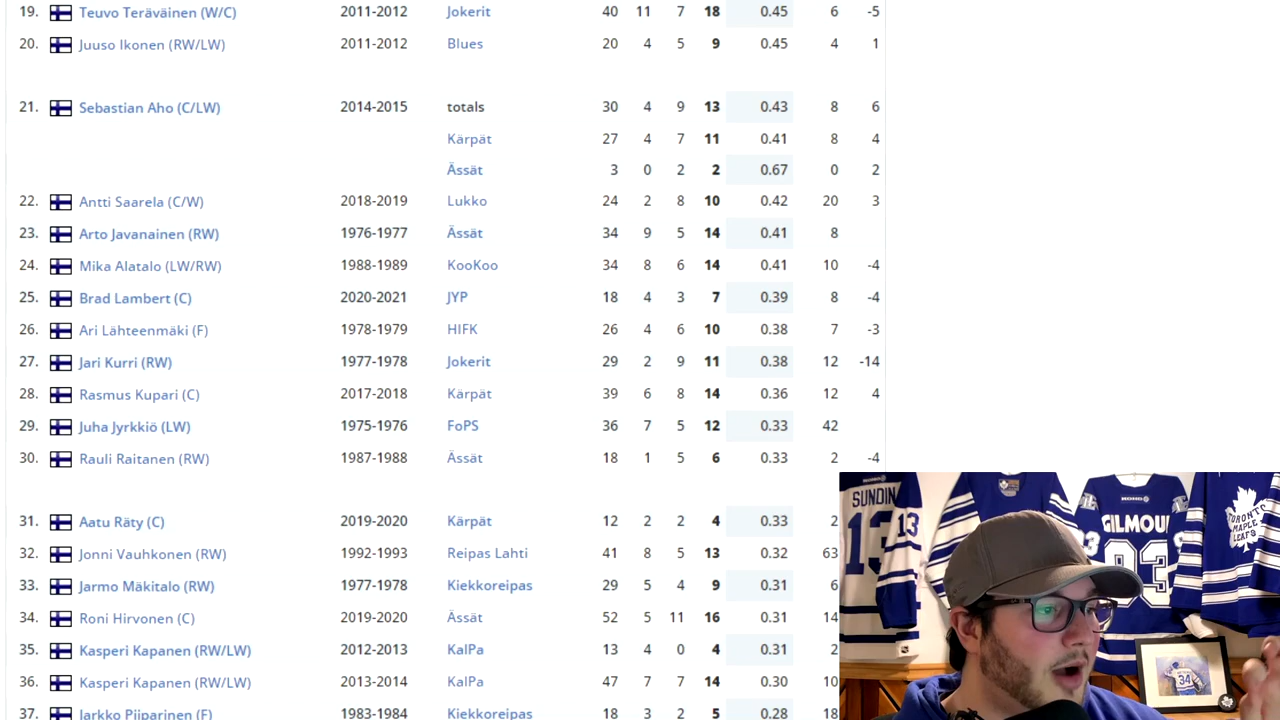 19. Teuvo Teräväinen (W/C) 2011-2012 Jokerit 40 11 7 18 0.45 6 -5
20. Juuso Ikonen (RW/LW) 2011-2012 Blues 20 4 5 9 0.45 4 1
21. Sebastian Aho (C/LW) 2014-2015 totals 30 4 9 13 0.43 8 6
Kärpät 27 4 7 11 0.41 8 4
Ässät 3 0 2 2 0.67 0 2
22. Antti Saarela (C/W) 2018-2019 Lukko 24 2 8 10 0.42 20 3
23. Arto Javanainen (RW) 1976-1977 Ässät 34 9 5 14 0.41 8
24. Mika Alatalo (LW/RW) 1988-1989 KooKoo 34 8 6 14 0.41 10 -4
25. Brad Lambert (C) 2020-2021 JYP 18 4 3 7 0.39 8 -4
26. Ari Lähteenmäki (F) 1978-1979 HIFK 26 4 6 10 0.38 7 -3
27. Jari Kurri (RW) 1977-1978 Jokerit 29 2 9 11 0.38 12 -14
28. Rasmus Kupari (C) 2017-2018 Kärpät 39 6 8 14 0.36 12 4
29. Juha Jyrkkiö (LW) 1975-1976 FoPS 36 7 5 12 0.33 42
30. Rauli Raitanen (RW) 1987-1988 Ässät 18 1 5 6 0.33 2 -4
31. Aatu Räty (C) 2019-2020 Kärpät 12 2 2 4 0.33 2
32. Jonni Vauhkonen (RW) 1992-1993 Reipas Lahti 41 8 5 13 0.32 63
33. Jarmo Mäkitalo (RW) 1977-1978 Kiekkoreipas 29 5 4 9 0.31 6
34. Roni Hirvonen (C) 2019-2020 Ässät 52 5 11 16 0.31 14
35. Kasperi Kapanen (RW/LW) 2012-2013 KalPa 13 4 0 4 0.31 2
36. Kasperi Kapanen (RW/LW) 2013-2014 KalPa 47 7 7 14 0.30 10
37. Jarkko Piiparinen (F) 1983-1984 Kiekkoreipas 18 3 2 5 0.28 18
SUNDIN
13
13
GILMOU
93
TORONTO
MAPLE
LEAFS
34